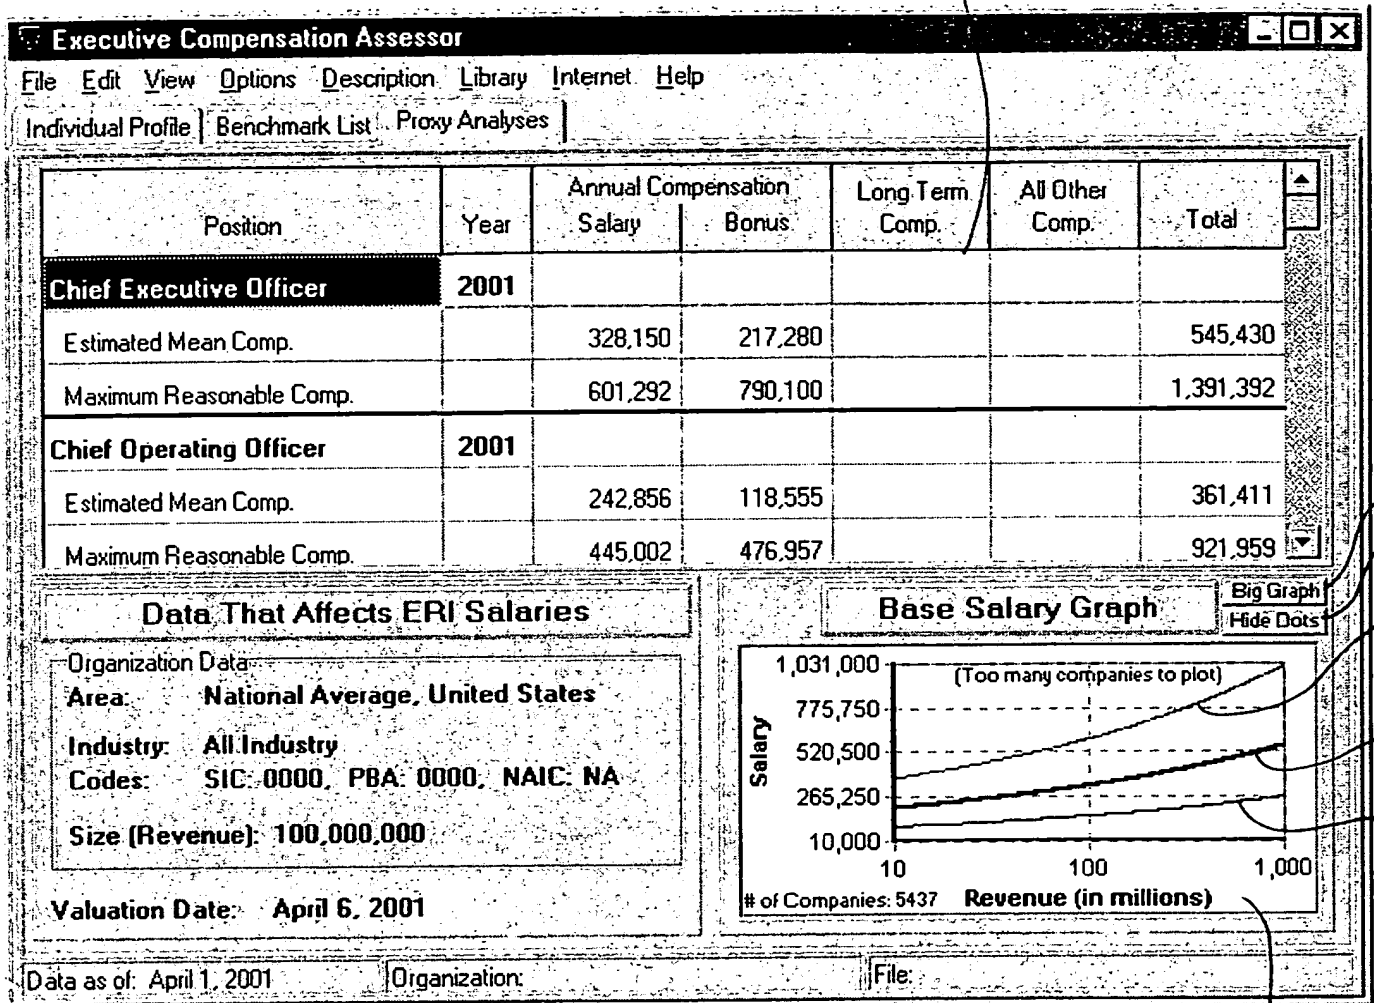 Executive Compensation Assessor
File Edit View Options Description Library Internet Help
Individual Profile Benchmark List Proxy Analyses
Position Year Annual Compensation Salary Bonus Long Term Comp. All Other Comp. Total
Chief Executive Officer 2001
Estimated Mean Comp. 328,150 217,280 545,430
Maximum Reasonable Comp. 601,292 790,100 1,391,392
Chief Operating Officer 2001
Estimated Mean Comp. 242,856 118,555 361,411
Maximum Reasonable Comp. 445,002 476,957 921,959
Data That Affects ERI Salaries
Organization Data
Area: National Average, United States
Industry: All Industry
Codes: SIC: 0000, PBA: 0000, NAIC: NA
Size (Revenue): 100,000,000
Valuation Date: April 6, 2001
Base Salary Graph
Big Graph
Hide Dots
(Too many companies to plot)
Salary
1,031,000
775,750
520,500
265,250
10,000
10 100 1,000
# of Companies: 5437 Revenue (in millions)
Data as of: April 1, 2001 Organization: File: